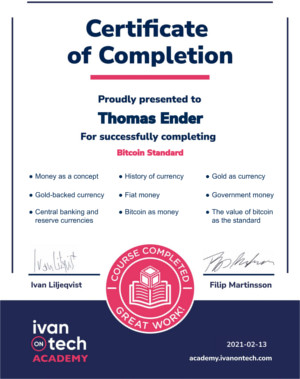 Certificate
of Completion
Proudly presented to
Thomas Ender
For successfully completing
Bitcoin Standard
• Money as a concept
• History of currency
• Gold as currency
• Gold-backed currency
• Fiat money
• Government money
• Central banking and
reserve currencies
• Bitcoin as money
• The value of bitcoin
as the standard
Ivan Liljeqvist
COURSE COMPLETED
GREAT WORK!
Filip Martinsson
ivan
ON tech
ACADEMY
2021-02-13
academy.ivanontech.com